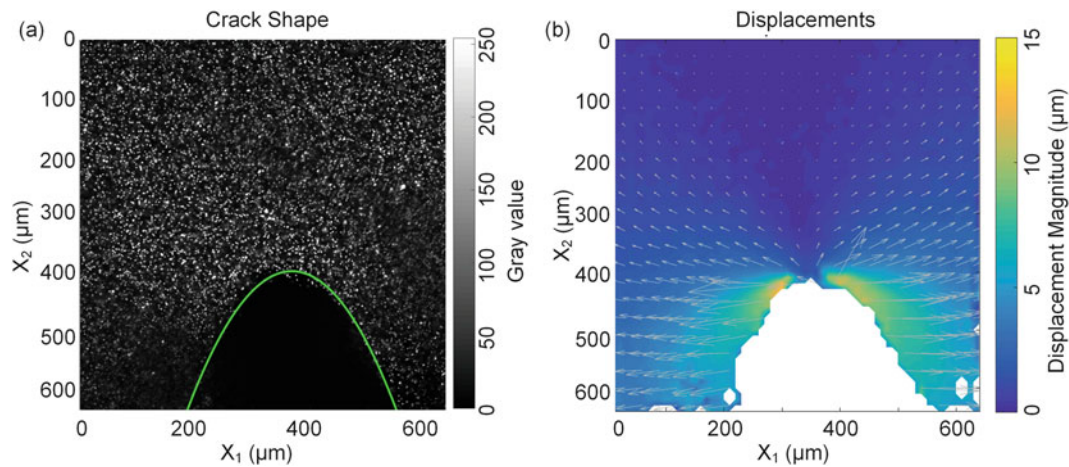 (a) Crack Shape
0
100
200
300
400
500
600
X₂ (µm)
0 200 400 600
X₁ (µm)
250
200
150
100
50
0
Gray value
(b) Displacements
0
100
200
300
400
500
600
X₂ (µm)
0 200 400 600
X₁ (µm)
15
10
5
0
Displacement Magnitude (µm)